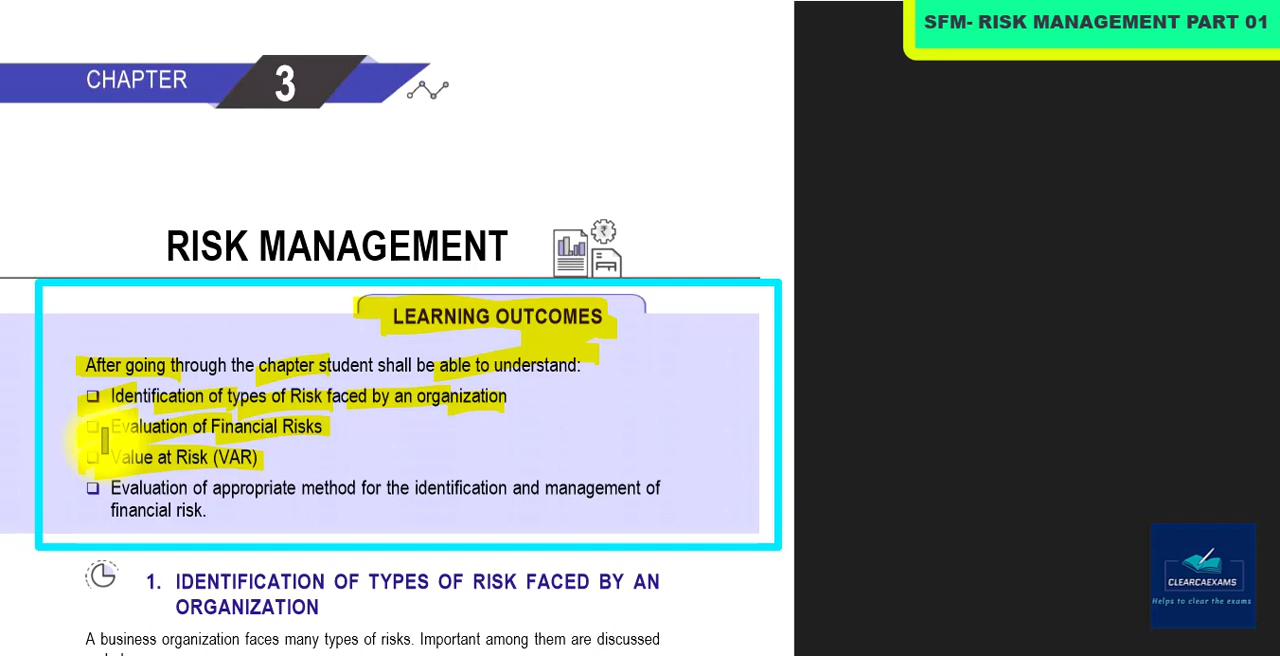 SFM- RISK MANAGEMENT PART 01
CHAPTER 3
RISK MANAGEMENT
LEARNING OUTCOMES
After going through the chapter student shall be able to understand:
❑ Identification of types of Risk faced by an organization
❑ Evaluation of Financial Risks
❑ Value at Risk (VAR)
❑ Evaluation of appropriate method for the identification and management of
financial risk.
1. IDENTIFICATION OF TYPES OF RISK FACED BY AN
ORGANIZATION
A business organization faces many types of risks. Important among them are discussed
CLEARCAEXAMS
Helps to clear the exams